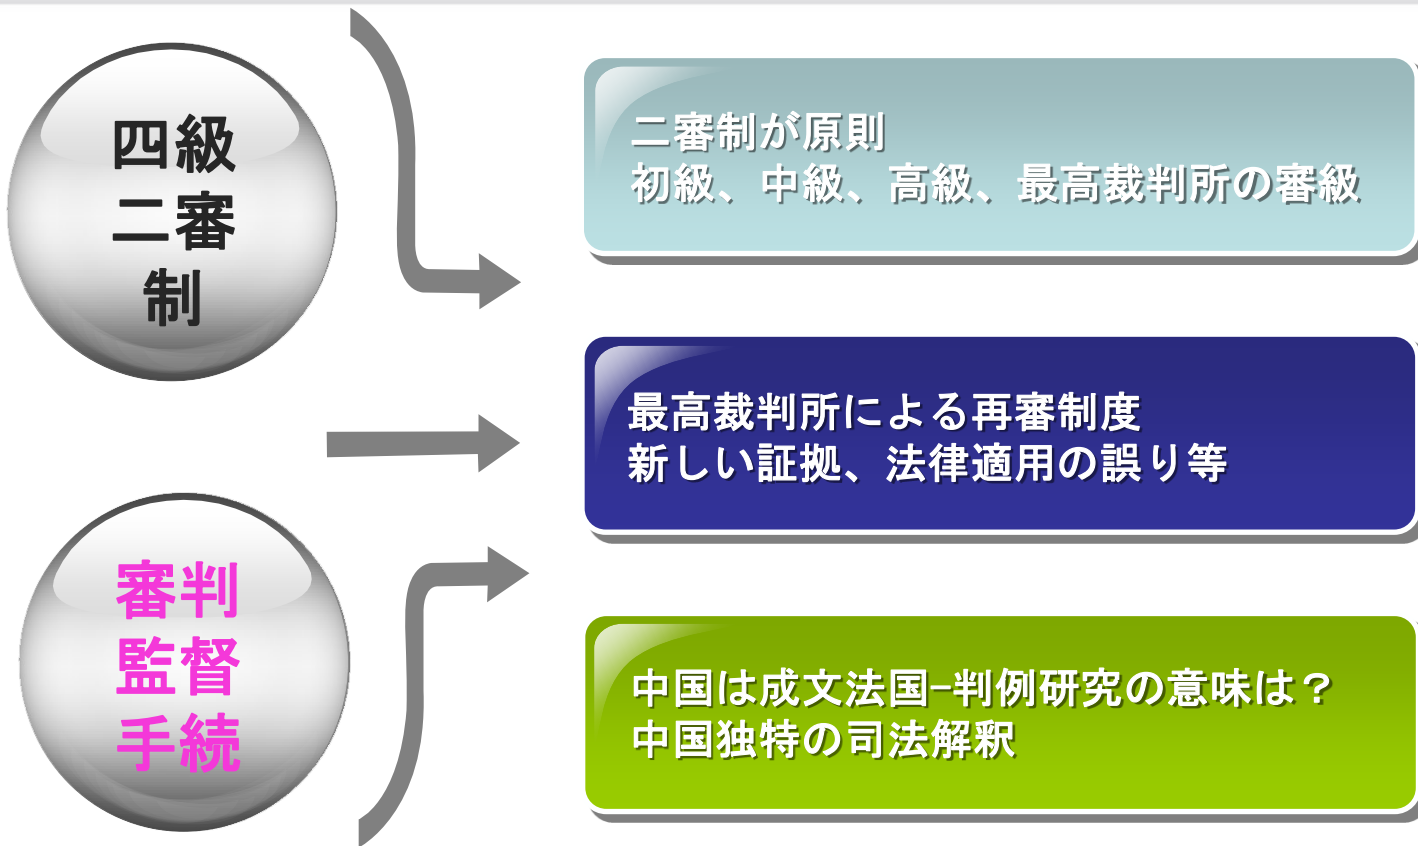 四級
二審
制
二審制が原則
初級、中級、高級、最高裁判所の審級
最高裁判所による再審制度
新しい証拠、法律適用の誤り等
審判
監督
手続
中国は成文法国−判例研究の意味は？
中国独特の司法解釈